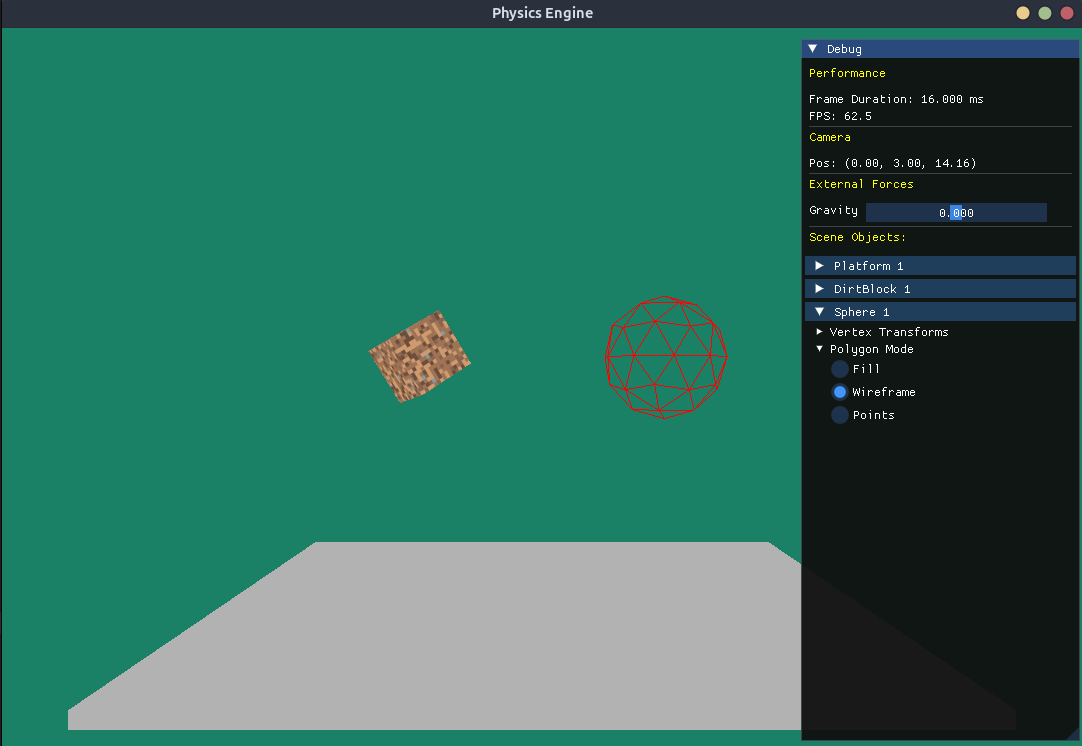 Physics Engine
Debug
Performance
Frame Duration: 16.000 ms
FPS: 62.5
Camera
Pos: (0.00, 3.00, 14.16)
External Forces
Gravity 0.000
Scene Objects:
Platform 1
DirtBlock 1
Sphere 1
Vertex Transforms
Polygon Mode
Fill
Wireframe
Points